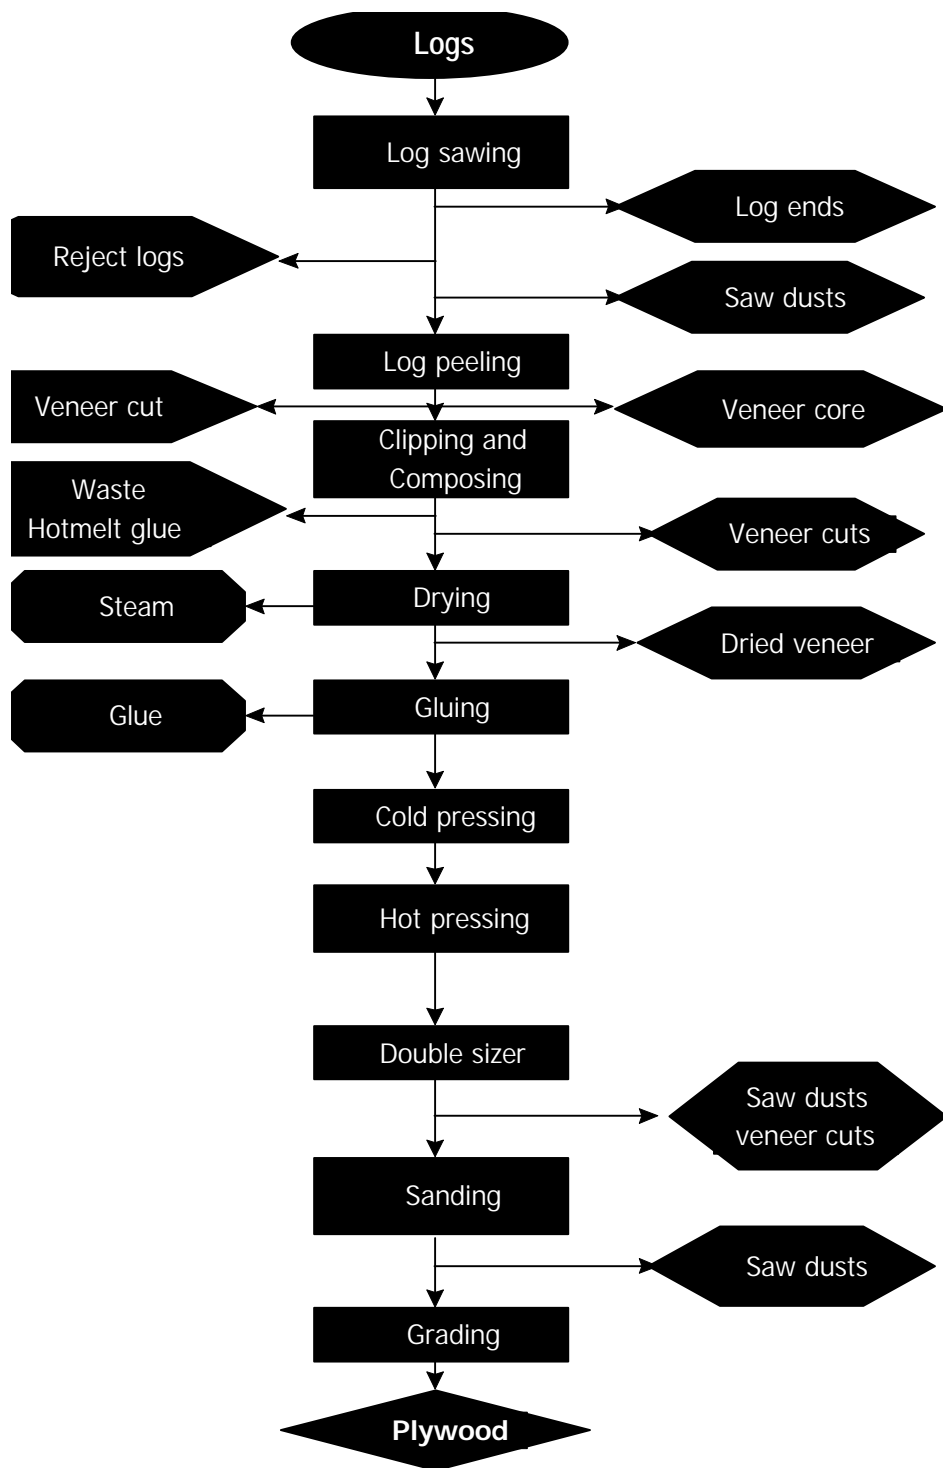 Logs
Log sawing
Log ends
Reject logs
Saw dusts
Log peeling
Veneer cut
Veneer core
Clipping and
Composing
Waste
Hotmelt glue
Veneer cuts
Drying
Steam
Dried veneer
Gluing
Glue
Cold pressing
Hot pressing
Double sizer
Saw dusts
veneer cuts
Sanding
Saw dusts
Grading
Plywood